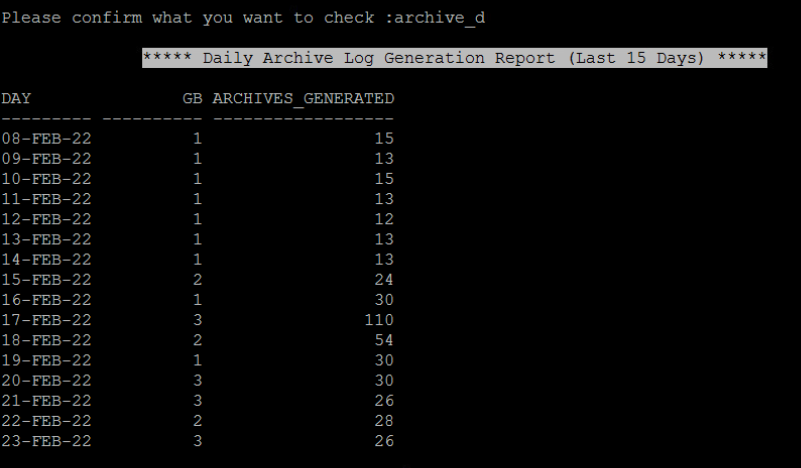 Please confirm what you want to check :archive_d
***** Daily Archive Log Generation Report (Last 15 Days) *****
DAY GB ARCHIVES_GENERATED
--------- ---------- ------------------
08-FEB-22 1 15
09-FEB-22 1 13
10-FEB-22 1 15
11-FEB-22 1 13
12-FEB-22 1 12
13-FEB-22 1 13
14-FEB-22 1 13
15-FEB-22 2 24
16-FEB-22 1 30
17-FEB-22 3 110
18-FEB-22 2 54
19-FEB-22 1 30
20-FEB-22 3 30
21-FEB-22 3 26
22-FEB-22 2 28
23-FEB-22 3 26